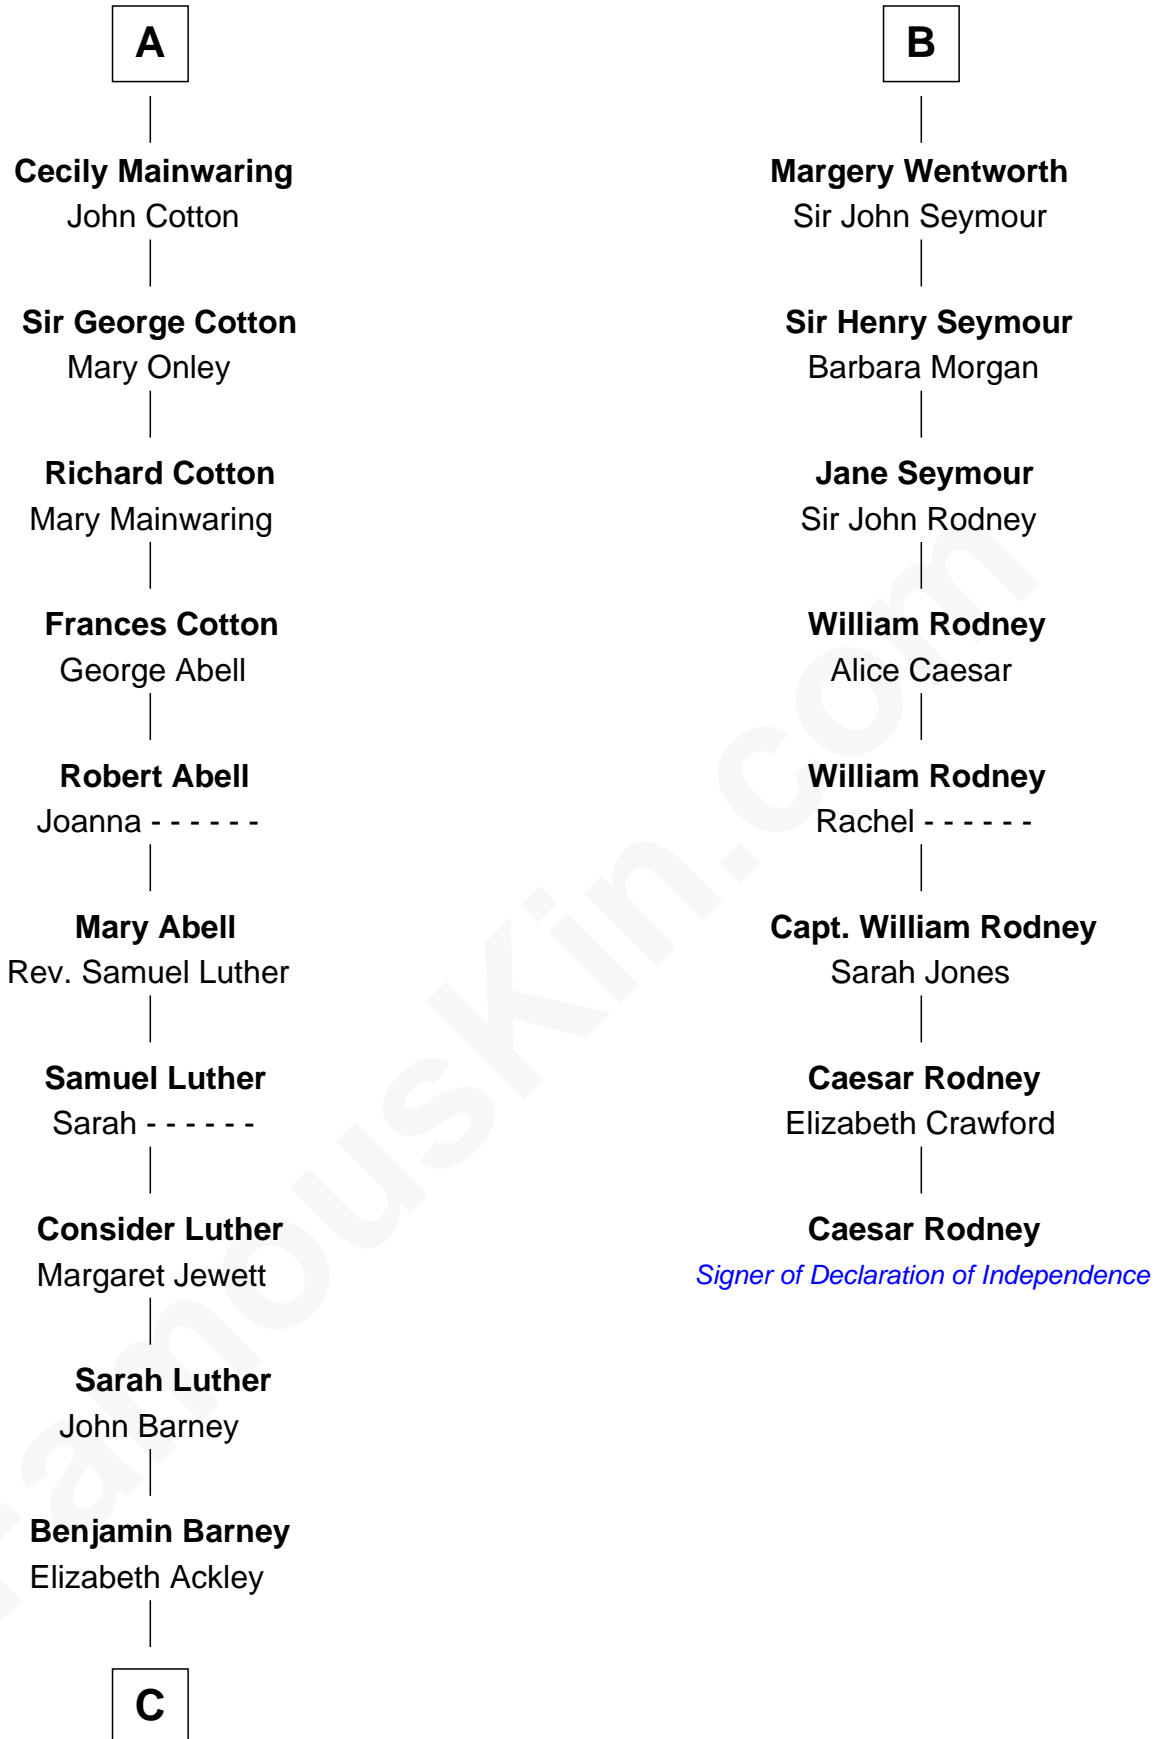 A
Cecily Mainwaring
John Cotton
Sir George Cotton
Mary Onley
Richard Cotton
Mary Mainwaring
Frances Cotton
George Abell
Robert Abell
Joanna - - - - - -
Mary Abell
Rev. Samuel Luther
Samuel Luther
Sarah - - - - - -
Consider Luther
Margaret Jewett
Sarah Luther
John Barney
Benjamin Barney
Elizabeth Ackley
C
B
Margery Wentworth
Sir John Seymour
Sir Henry Seymour
Barbara Morgan
Jane Seymour
Sir John Rodney
William Rodney
Alice Caesar
William Rodney
Rachel - - - - - -
Capt. William Rodney
Sarah Jones
Caesar Rodney
Elizabeth Crawford
Caesar Rodney
Signer of Declaration of Independence
FamousKin.com